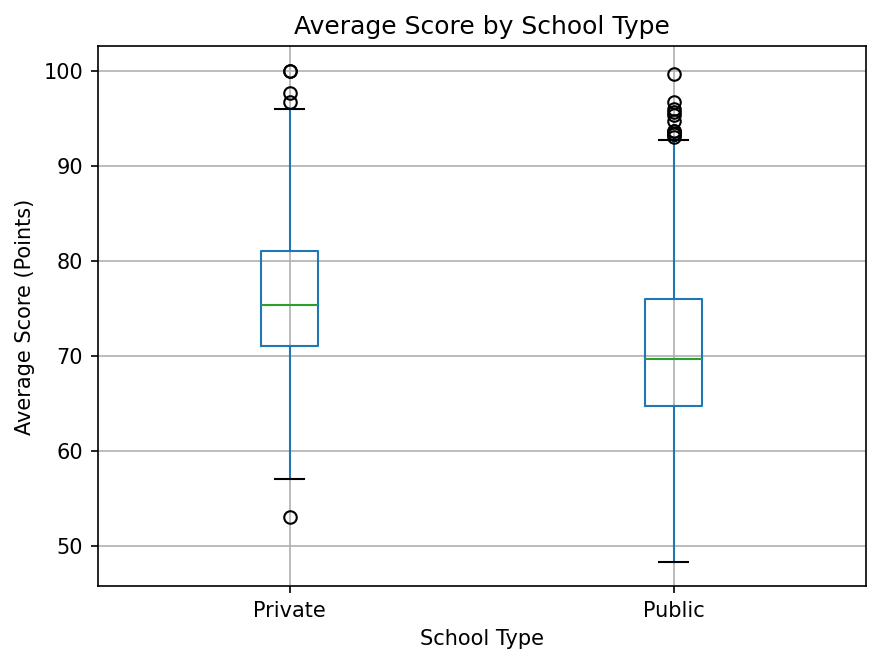 Average Score by School Type
Average Score (Points)
100
90
80
70
60
50
Private
Public
School Type